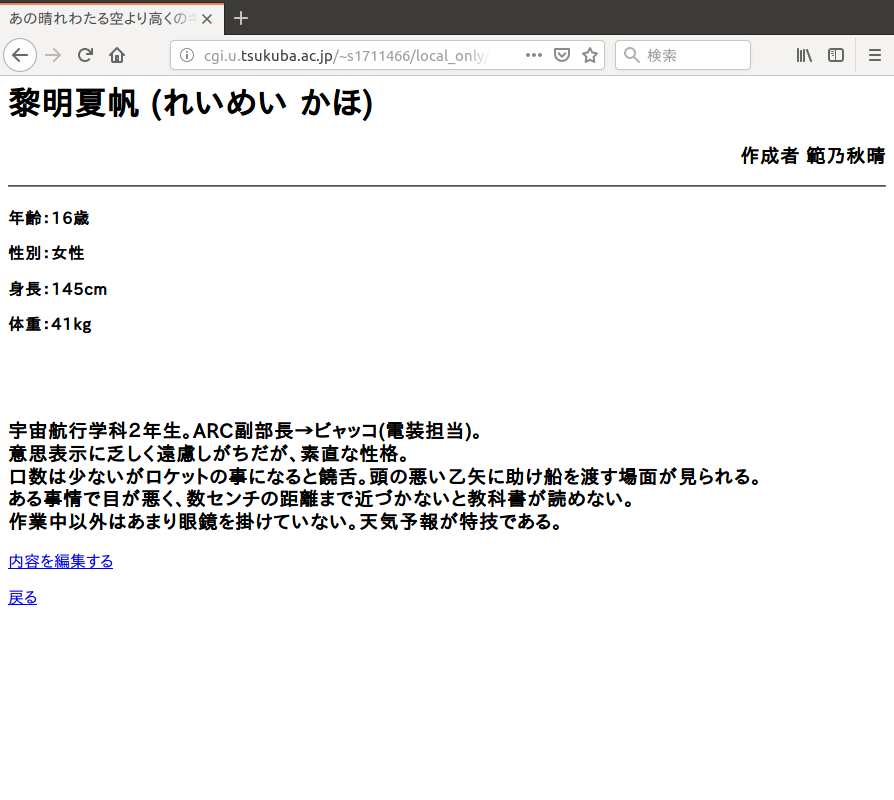 あの晴れわたる空より高くの
cgi.u.tsukuba.ac.jp/~s1711466/local_only/
検索
黎明夏帆 (れいめい かほ)
作成者 範乃秋晴
年齢:16歳
性別:女性
身長:145cm
体重:41kg
宇宙航行学科2年生。ARC副部長→ビャッコ(電装担当)。
意思表示に乏しく遠慮しがちだが、素直な性格。
口数は少ないがロケットの事になると饒舌。頭の悪い乙矢に助け船を渡す場面が見られる。
ある事情で目が悪く、数センチの距離まで近づかないと教科書が読めない。
作業中以外はあまり眼鏡を掛けていない。天気予報が特技である。
内容を編集する
戻る